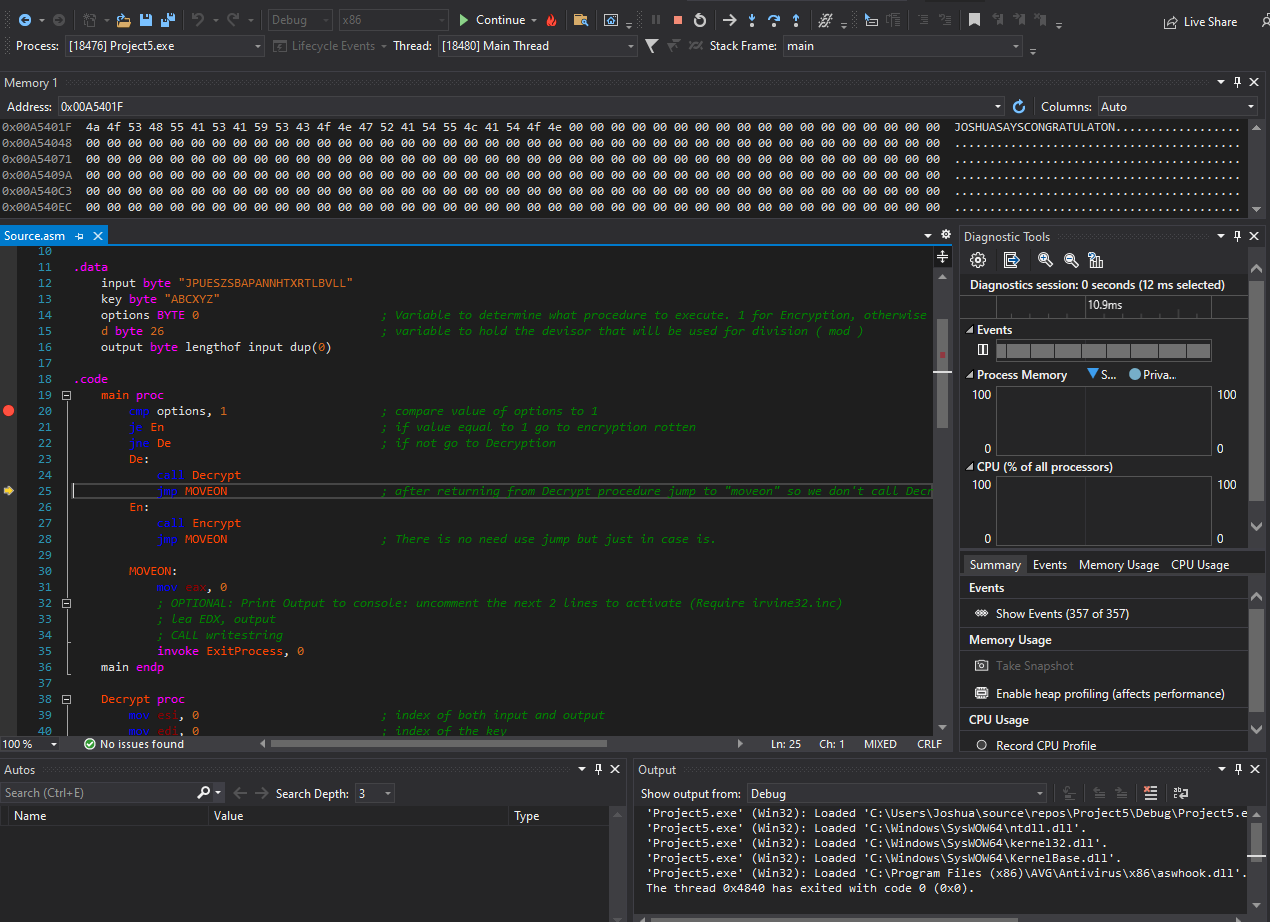 Debug x86 Continue Live Share
Process: [18476] Project5.exe Lifecycle Events Thread: [18480] Main Thread Stack Frame: main
Memory 1
Address: 0x00A5401F Columns: Auto
0x00A5401F 4a 4f 53 48 55 41 53 41 59 53 43 4f 4e 47 52 41 54 55 4c 41 54 4f 4e 00 00 00 00 00 00 00 00 00 00 00 00 00 00 00 00 00 00 JOSHUASAYSCONGRATULATON..................
0x00A54048 00 00 00 00 00 00 00 00 00 00 00 00 00 00 00 00 00 00 00 00 00 00 00 00 00 00 00 00 00 00 00 00 00 00 00 00 00 00 00 00 00 .........................................
0x00A54071 00 00 00 00 00 00 00 00 00 00 00 00 00 00 00 00 00 00 00 00 00 00 00 00 00 00 00 00 00 00 00 00 00 00 00 00 00 00 00 00 00 .........................................
0x00A5409A 00 00 00 00 00 00 00 00 00 00 00 00 00 00 00 00 00 00 00 00 00 00 00 00 00 00 00 00 00 00 00 00 00 00 00 00 00 00 00 00 00 .........................................
0x00A540C3 00 00 00 00 00 00 00 00 00 00 00 00 00 00 00 00 00 00 00 00 00 00 00 00 00 00 00 00 00 00 00 00 00 00 00 00 00 00 00 00 00 .........................................
0x00A540EC 00 00 00 00 00 00 00 00 00 00 00 00 00 00 00 00 00 00 00 00 00 00 00 00 00 00 00 00 00 00 00 00 00 00 00 00 00 00 00 00 00 .........................................
Source.asm
10
11 .data
12 input byte "JPUESZSBAPANNHTXRTLBVLL"
13 key byte "ABCXYZ"
14 options BYTE 0 ; Variable to determine what procedure to execute. 1 for Encryption, otherwise
15 d byte 26 ; variable to hold the devisor that will be used for division ( mod )
16 output byte lengthof input dup(0)
17
18 .code
19 main proc
20 cmp options, 1 ; compare value of options to 1
21 je En ; if value equal to 1 go to encryption rotten
22 jne De ; if not go to Decryption
23 De:
24 call Decrypt
25 jmp MOVEON ; after returning from Decrypt procedure jump to "moveon" so we don't call Decr
26 En:
27 call Encrypt
28 jmp MOVEON ; There is no need use jump but just in case is.
29
30 MOVEON:
31 mov eax, 0
32 ; OPTIONAL: Print Output to console: uncomment the next 2 lines to activate (Require irvine32.inc)
33 ; lea EDX, output
34 ; CALL writestring
35 invoke ExitProcess, 0
36 main endp
37
38 Decrypt proc
39 mov esi, 0 ; index of both input and output
40 mov edi, 0 ; index of the key
100 % No issues found Ln: 25 Ch: 1 MIXED CRLF
Diagnostic Tools
Diagnostics session: 0 seconds (12 ms selected)
10.9ms
Events
Process Memory S... Priva...
100 100
0 0
CPU (% of all processors)
100 100
0 0
Summary Events Memory Usage CPU Usage
Events
Show Events (357 of 357)
Memory Usage
Take Snapshot
Enable heap profiling (affects performance)
CPU Usage
Record CPU Profile
Autos
Search (Ctrl+E) Search Depth: 3
Name Value Type
Output
Show output from: Debug
'Project5.exe' (Win32): Loaded 'C:\Users\Joshua\source\repos\Project5\Debug\Project5.e
'Project5.exe' (Win32): Loaded 'C:\Windows\SysWOW64\ntdll.dll'.
'Project5.exe' (Win32): Loaded 'C:\Windows\SysWOW64\kernel32.dll'.
'Project5.exe' (Win32): Loaded 'C:\Windows\SysWOW64\KernelBase.dll'.
'Project5.exe' (Win32): Loaded 'C:\Program Files (x86)\AVG\Antivirus\x86\aswhook.dll'.
The thread 0x4840 has exited with code 0 (0x0).